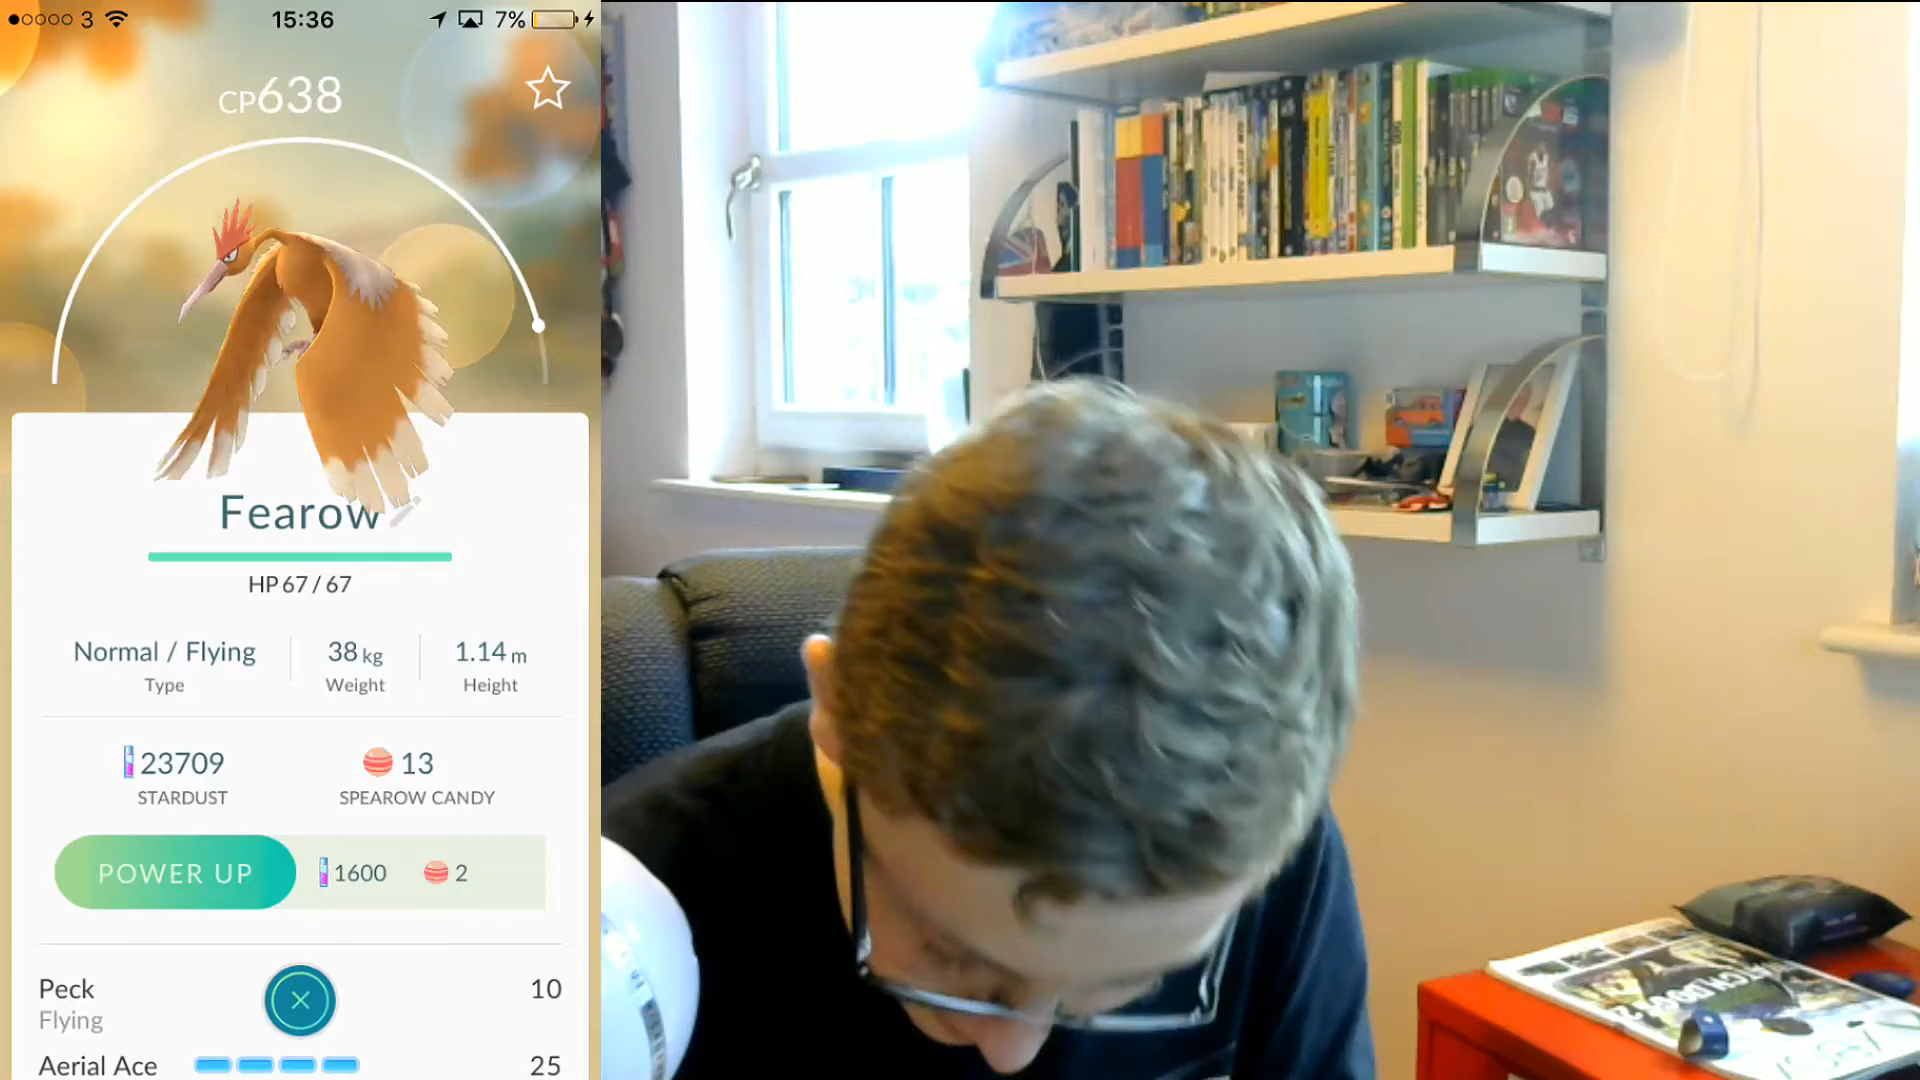 3 15:36 7%
CP638
Fearow
HP 67 / 67
Normal / Flying 38 kg 1.14 m
Type Weight Height
23709 13
STARDUST SPEAROW CANDY
POWER UP 1600 2
Peck 10
Flying
Aerial Ace 25